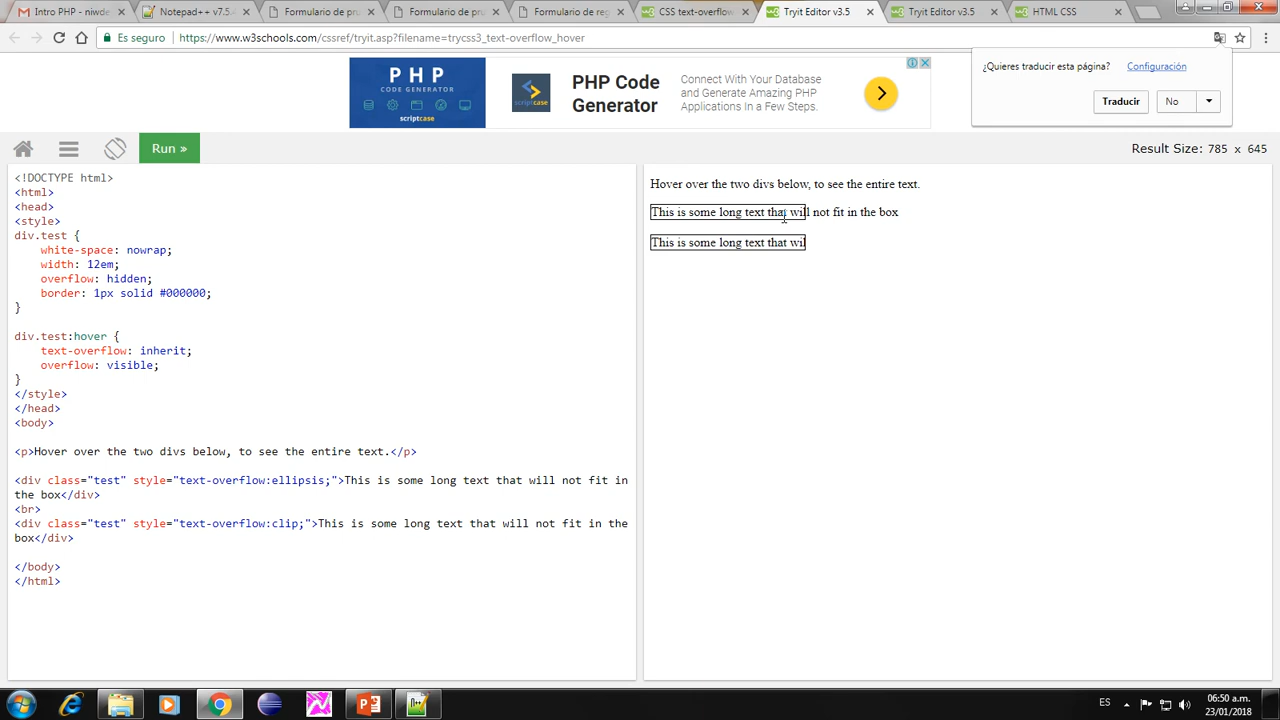 Intro PHP - niwde
Notepad++ v7.5.4
Formulario de pru
Formulario de pru
Formulario de reg
CSS text-overflow
Tryit Editor v3.5
Tryit Editor v3.5
HTML CSS
Es seguro
https://www.w3schools.com/cssref/tryit.asp?filename=trycss3_text-overflow_hover
¿Quieres traducir esta página?
Configuración
Traducir
No
PHP
CODE GENERATOR
scriptcase
scriptcase
PHP Code
Generator
Connect With Your Database
and Generate Amazing PHP
Applications In a Few Steps.
Run »
Result Size: 785 x 645
<!DOCTYPE html>
<html>
<head>
<style>
div.test {
white-space: nowrap;
width: 12em;
overflow: hidden;
border: 1px solid #000000;
}
div.test:hover {
text-overflow: inherit;
overflow: visible;
}
</style>
</head>
<body>
<p>Hover over the two divs below, to see the entire text.</p>
<div class="test" style="text-overflow:ellipsis;">This is some long text that will not fit in
the box</div>
<br>
<div class="test" style="text-overflow:clip;">This is some long text that will not fit in the
box</div>
</body>
</html>
Hover over the two divs below, to see the entire text.
This is some long text that will not fit in the box
This is some long text that wil
ES
06:50 a.m.
23/01/2018